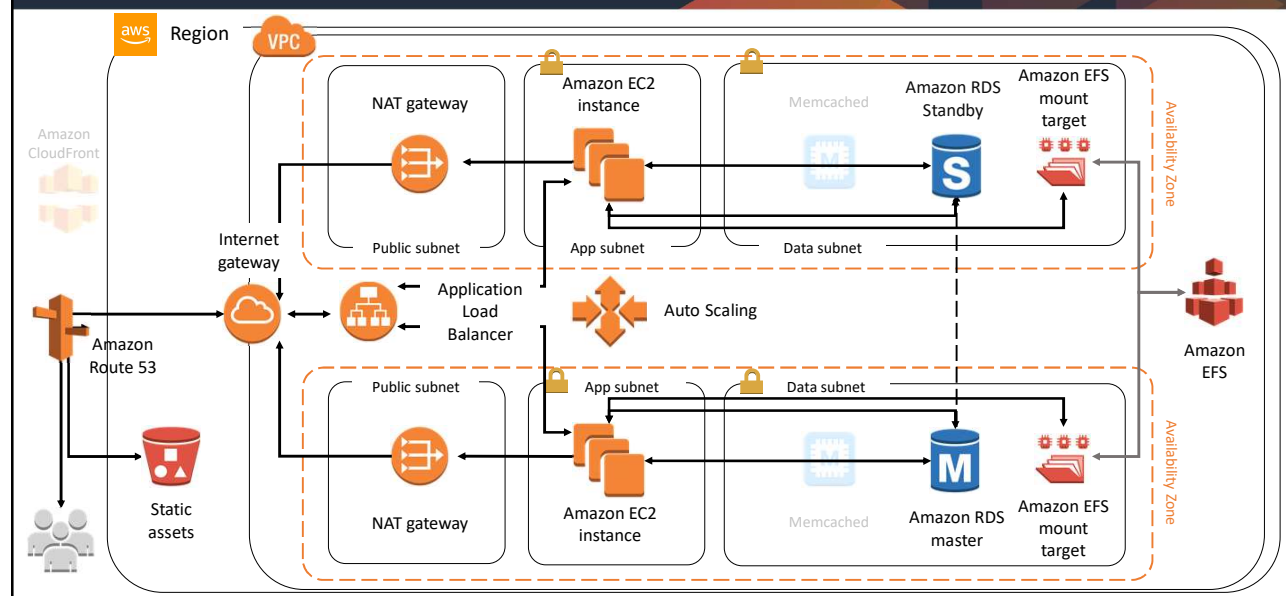 aws
Region
VPC
Amazon
CloudFront
NAT gateway
Public subnet
Amazon EC2
instance
App subnet
Memcached
M
Amazon RDS
Standby
S
Amazon EFS
mount
target
Data subnet
Availability Zone
Internet
gateway
Application
Load
Balancer
Auto Scaling
Amazon
Route 53
Amazon
EFS
Public subnet
NAT gateway
App subnet
Amazon EC2
instance
Data subnet
M
Memcached
M
Amazon RDS
master
Amazon EFS
mount
target
Availability Zone
Static
assets